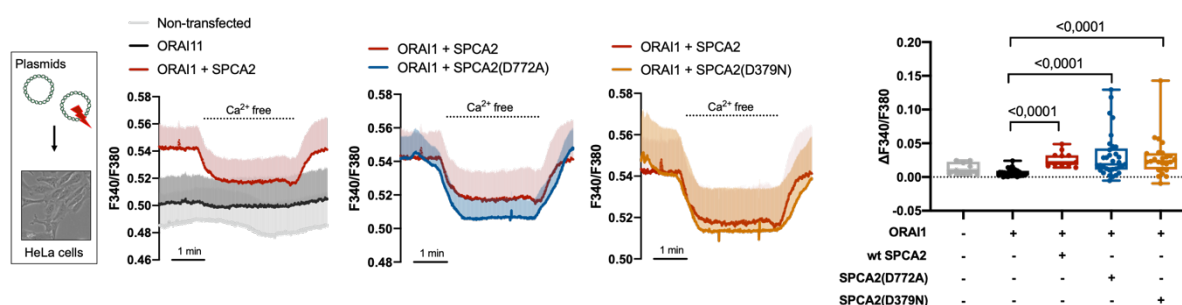 Plasmids
HeLa cells
Non-transfected
ORAI11
ORAI1 + SPCA2
Ca2+ free
F340/F380
0.58
0.56
0.54
0.52
0.50
0.48
0.46
1 min
ORAI1 + SPCA2
ORAI1 + SPCA2(D772A)
Ca2+ free
F340/F380
0.58
0.56
0.54
0.52
0.50
0.48
1 min
ORAI1 + SPCA2
ORAI1 + SPCA2(D379N)
Ca2+ free
F340/F380
0.56
0.54
0.52
0.50
1 min
<0,0001
<0,0001
<0,0001
ΔF340/F380
0.20
0.15
0.10
0.05
0.00
-0.05
ORAI1 - + + + +
wt SPCA2 - - + - -
SPCA2(D772A) - - - + -
SPCA2(D379N) - - - - +